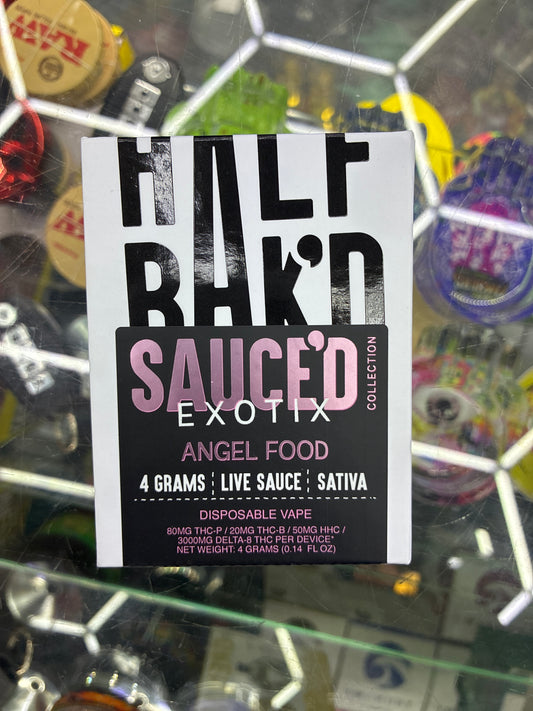 RAW
HALF
BAK'D
SAUCE'D
EXOTIX
COLLECTION
ANGEL FOOD
4 GRAMS ¦ LIVE SAUCE ¦ SATIVA
DISPOSABLE VAPE
80MG THC-P / 20MG THC-B / 50MG HHC /
3000MG DELTA-8 THC PER DEVICE*
NET WEIGHT: 4 GRAMS (0.14 FL OZ)